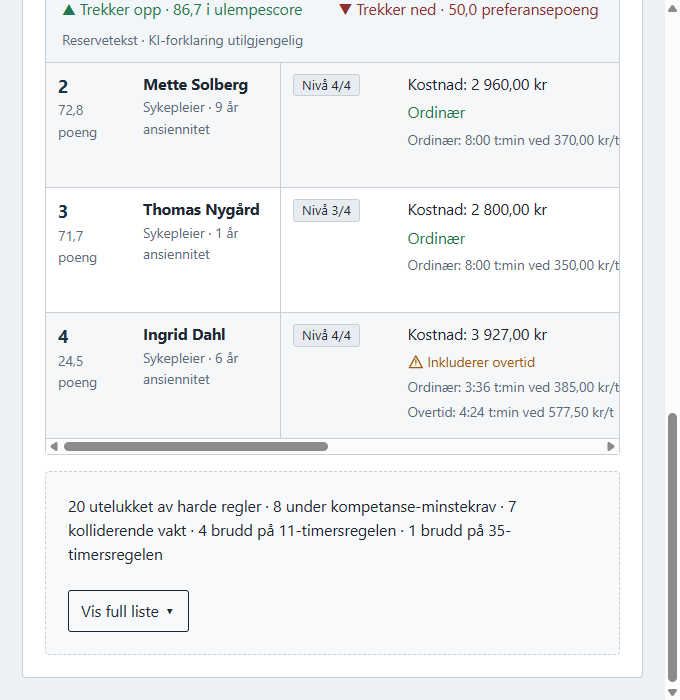 ▲ Trekker opp · 86,7 i ulempescore ▼ Trekker ned · 50,0 preferansepoeng
Reservetekst · KI-forklaring utilgjengelig
2
72,8
poeng
Mette Solberg
Sykepleier · 9 år
ansiennitet
Nivå 4/4
Kostnad: 2 960,00 kr
Ordinær
Ordinær: 8:00 t:min ved 370,00 kr/t
3
71,7
poeng
Thomas Nygård
Sykepleier · 1 år
ansiennitet
Nivå 3/4
Kostnad: 2 800,00 kr
Ordinær
Ordinær: 8:00 t:min ved 350,00 kr/t
4
24,5
poeng
Ingrid Dahl
Sykepleier · 6 år
ansiennitet
Nivå 4/4
Kostnad: 3 927,00 kr
⚠ Inkluderer overtid
Ordinær: 3:36 t:min ved 385,00 kr/t
Overtid: 4:24 t:min ved 577,50 kr/t
20 utelukket av harde regler · 8 under kompetanse-minstekrav · 7
kolliderende vakt · 4 brudd på 11-timersregelen · 1 brudd på 35-
timersregelen
Vis full liste ▾